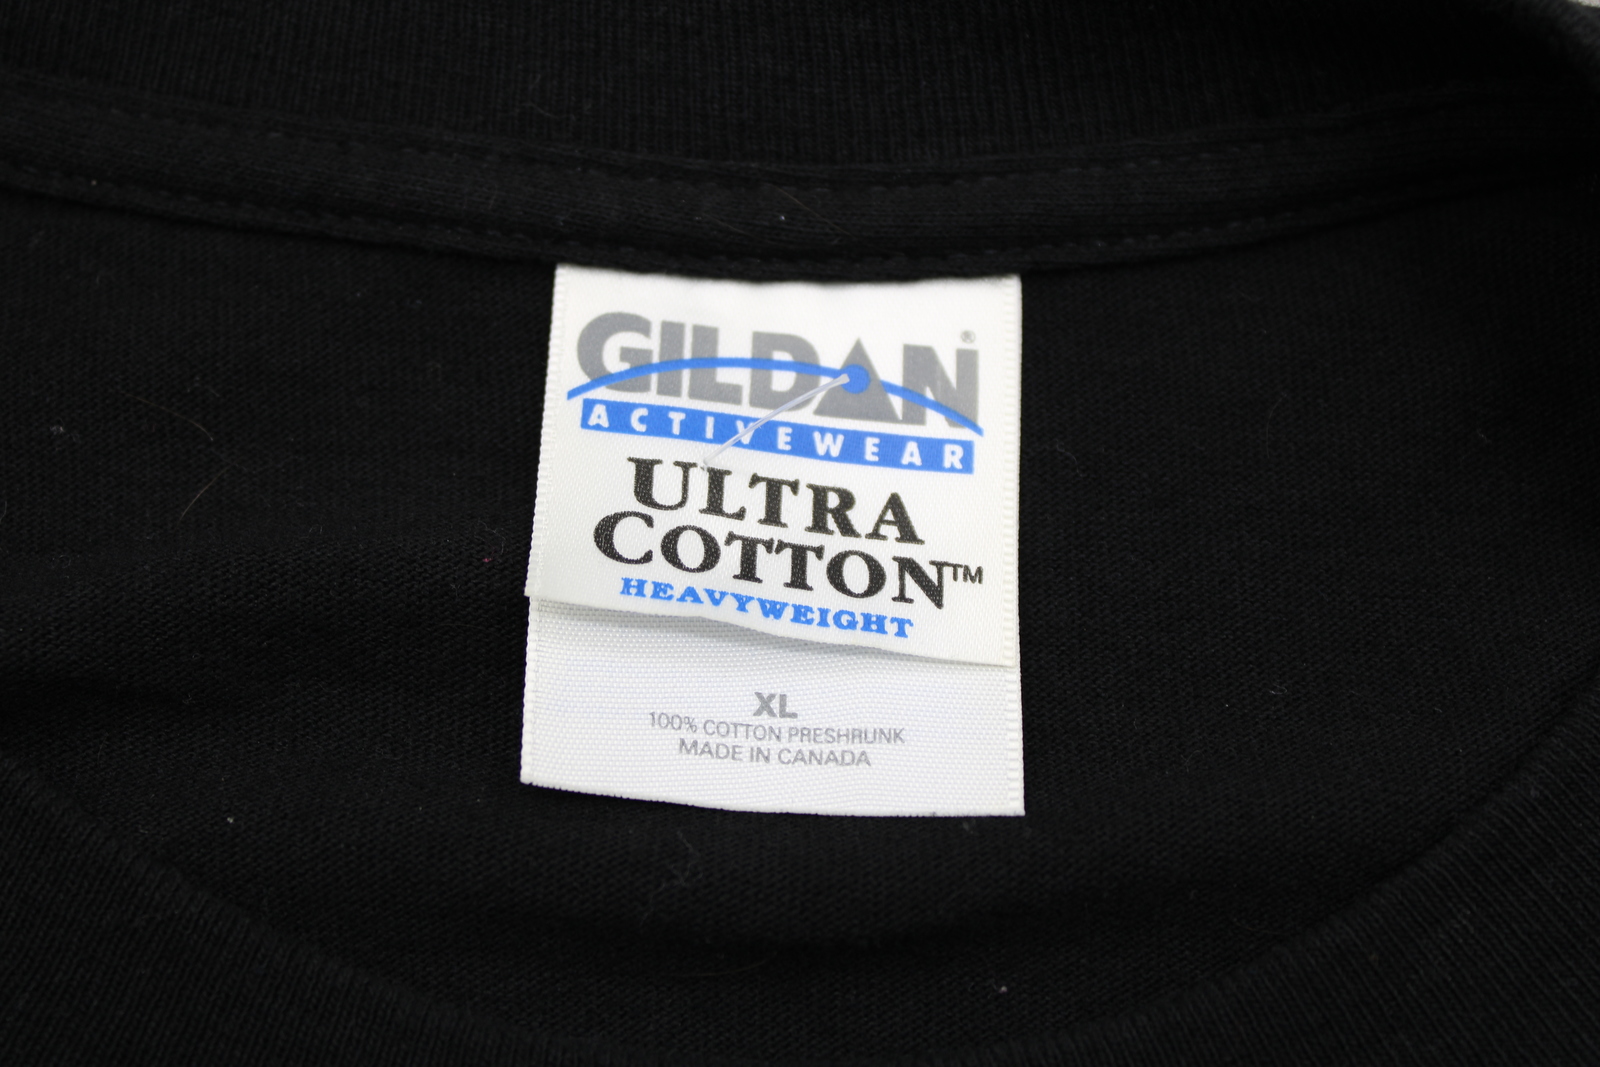 GILDAN®
ACTIVEWEAR
ULTRA
COTTON™
HEAVYWEIGHT
XL
100% COTTON PRESHRUNK
MADE IN CANADA